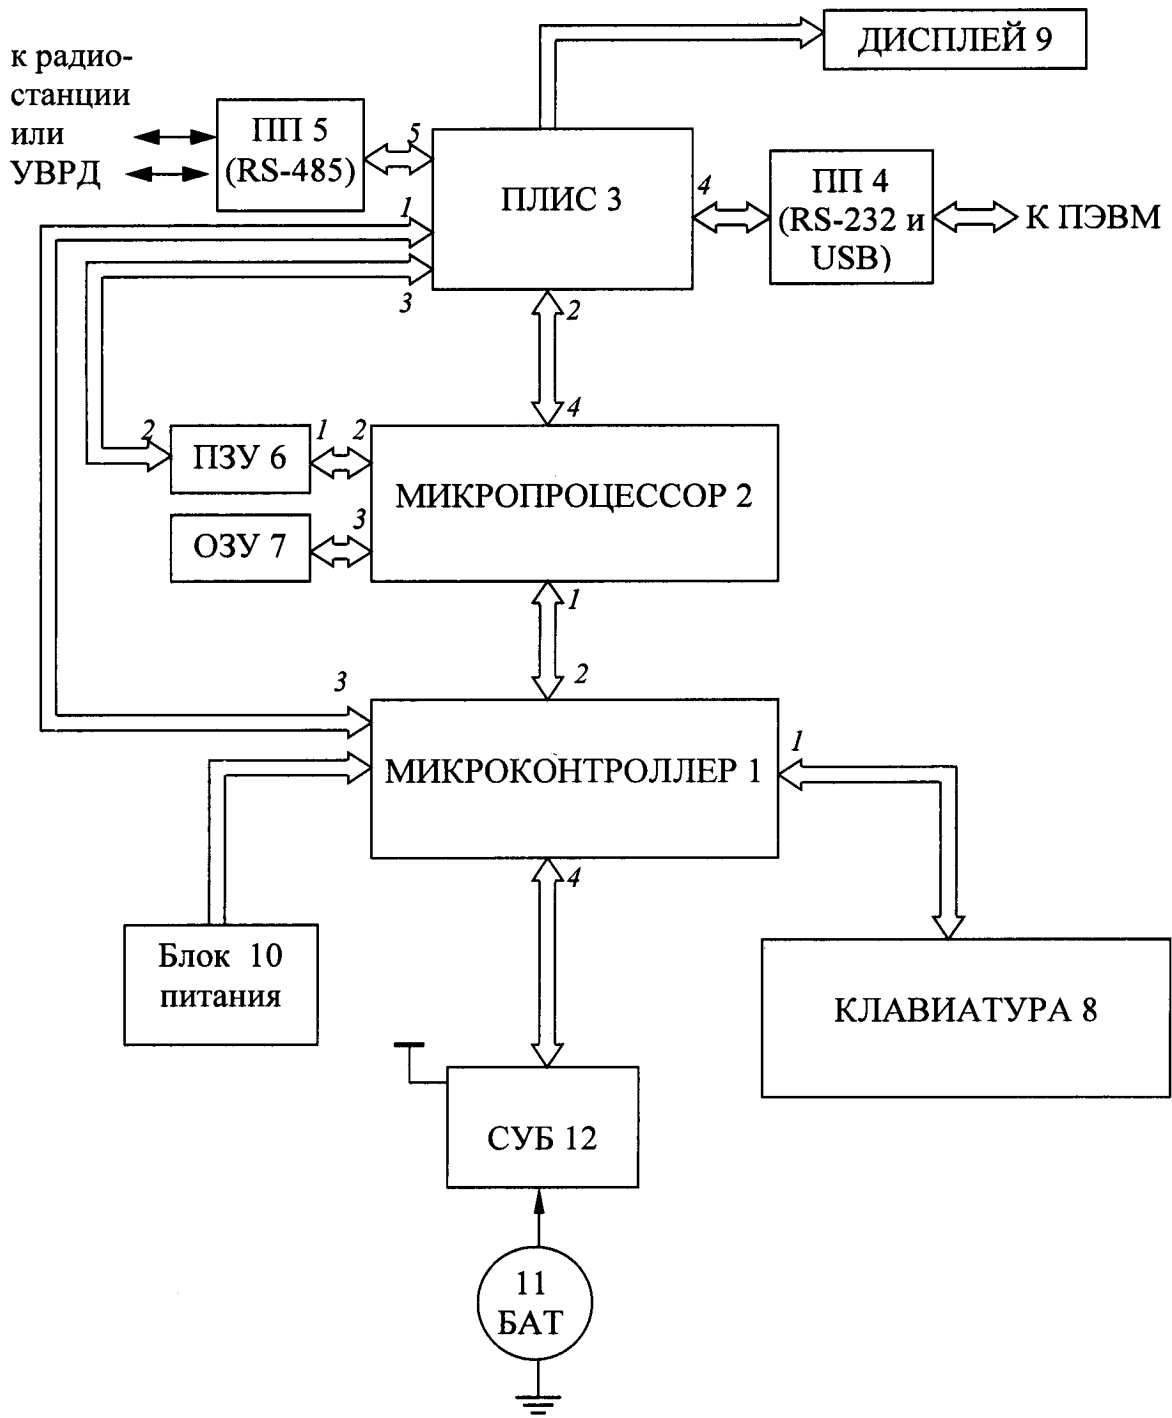 ДИСПЛЕЙ 9
к радио-
станции
или
УВРД
ПП 5
(RS-485)
5
ПЛИС 3
4
ПП 4
(RS-232 и
USB)
К ПЭВМ
1
3
2
4
2
ПЗУ 6
1
2
МИКРОПРОЦЕССОР 2
ОЗУ 7
3
1
2
3
МИКРОКОНТРОЛЛЕР 1
1
4
Блок 10
питания
КЛАВИАТУРА 8
СУБ 12
11
БАТ